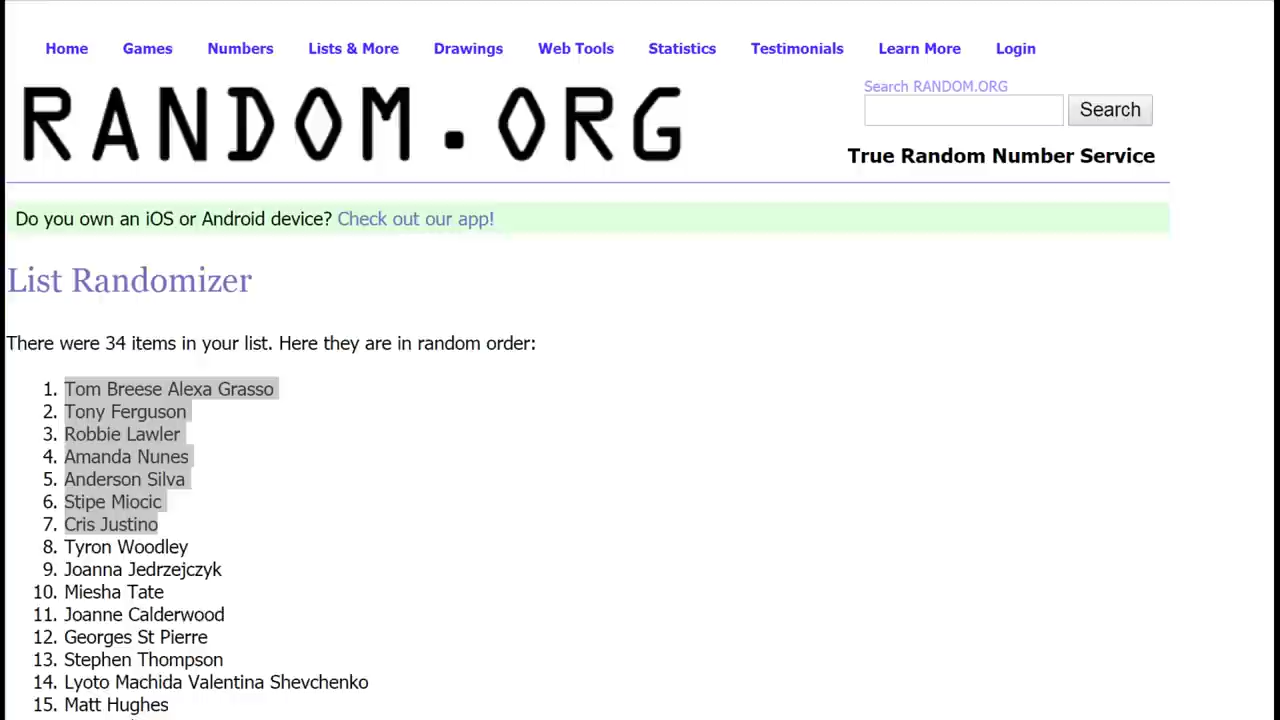 Home Games Numbers Lists & More Drawings Web Tools Statistics Testimonials Learn More Login
RANDOM.ORG
Search RANDOM.ORG
Search
True Random Number Service
Do you own an iOS or Android device? Check out our app!
List Randomizer
There were 34 items in your list. Here they are in random order:
1. Tom Breese Alexa Grasso
2. Tony Ferguson
3. Robbie Lawler
4. Amanda Nunes
5. Anderson Silva
6. Stipe Miocic
7. Cris Justino
8. Tyron Woodley
9. Joanna Jedrzejczyk
10. Miesha Tate
11. Joanne Calderwood
12. Georges St Pierre
13. Stephen Thompson
14. Lyoto Machida Valentina Shevchenko
15. Matt Hughes